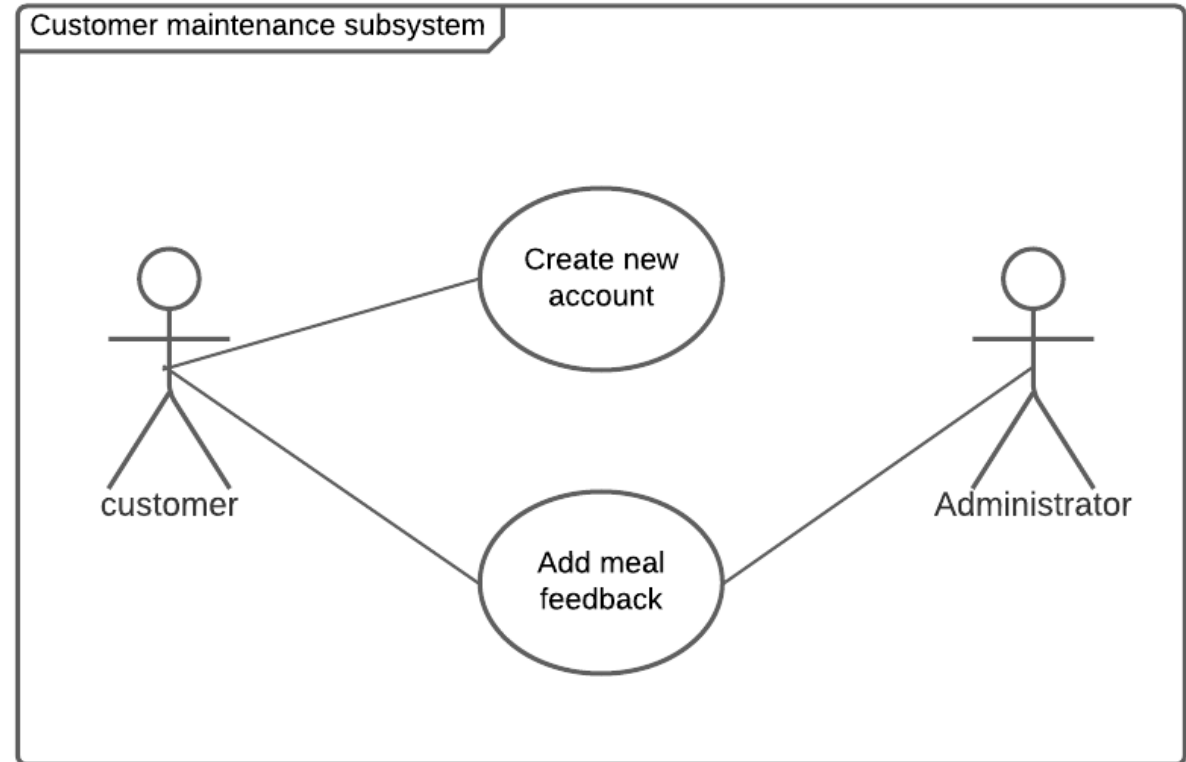 Customer maintenance subsystem
Create new
account
customer
Administrator
Add meal
feedback